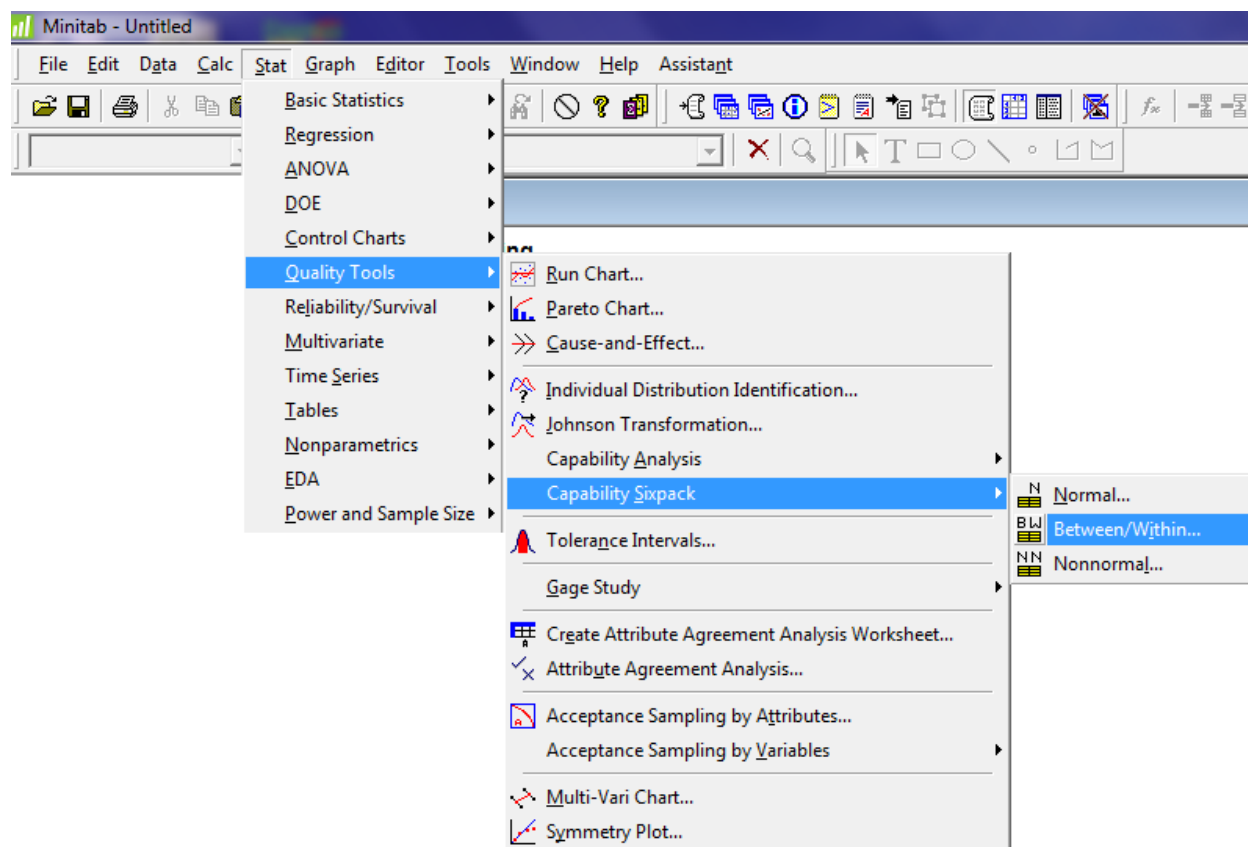 Minitab - Untitled
File Edit Data Calc Stat Graph Editor Tools Window Help Assistant
Basic Statistics
Regression
ANOVA
DOE
Control Charts
Quality Tools
Reliability/Survival
Multivariate
Time Series
Tables
Nonparametrics
EDA
Power and Sample Size
Run Chart...
Pareto Chart...
Cause-and-Effect...
Individual Distribution Identification...
Johnson Transformation...
Capability Analysis
Capability Sixpack
Tolerance Intervals...
Gage Study
Create Attribute Agreement Analysis Worksheet...
Attribute Agreement Analysis...
Acceptance Sampling by Attributes...
Acceptance Sampling by Variables
Multi-Vari Chart...
Symmetry Plot...
N Normal...
BW Between/Within...
NN Nonnormal...